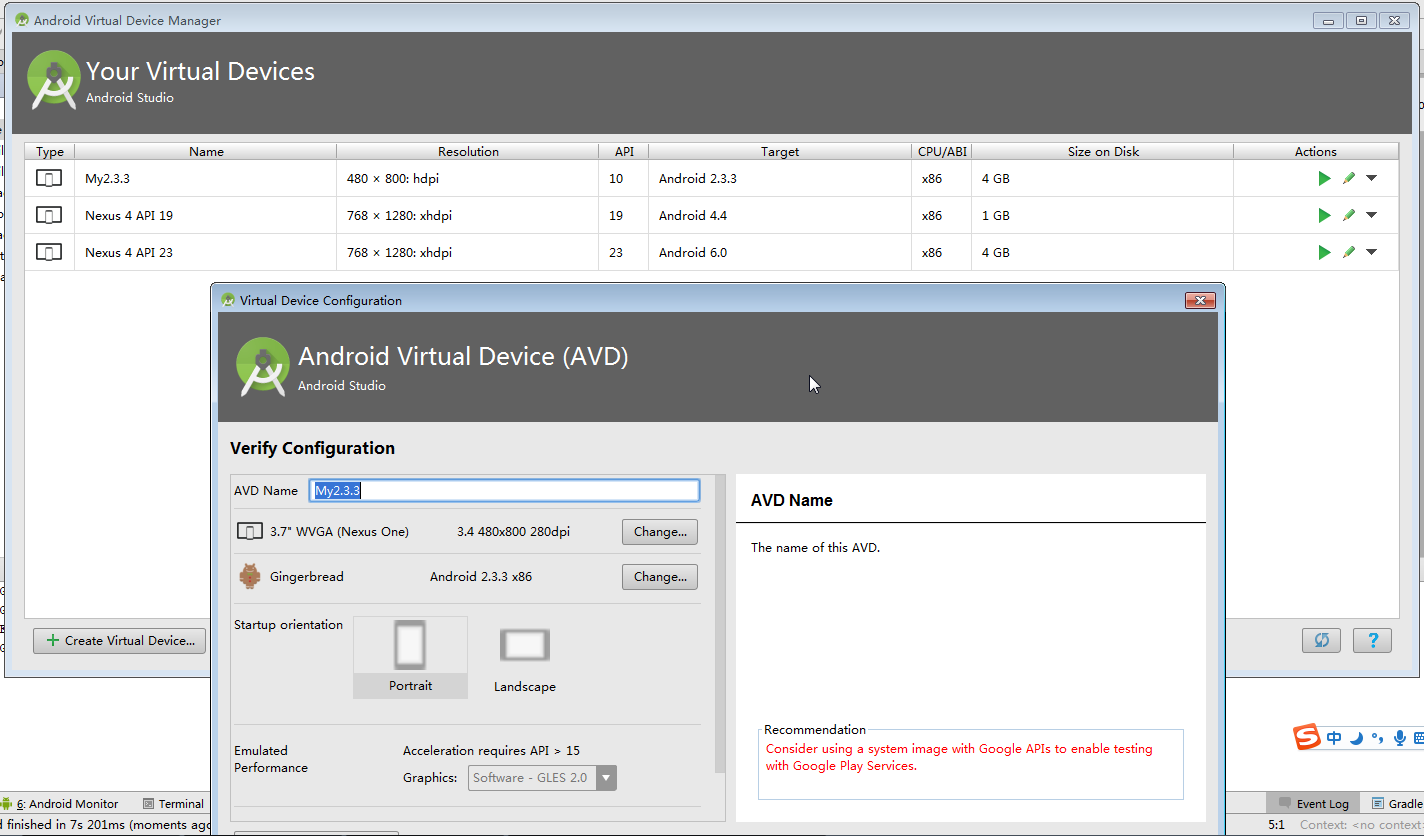 Android Virtual Device Manager
Your Virtual Devices
Android Studio
Type Name Resolution API Target CPU/ABI Size on Disk Actions
My2.3.3 480 × 800: hdpi 10 Android 2.3.3 x86 4 GB
Nexus 4 API 19 768 × 1280: xhdpi 19 Android 4.4 x86 1 GB
Nexus 4 API 23 768 × 1280: xhdpi 23 Android 6.0 x86 4 GB
Virtual Device Configuration
Android Virtual Device (AVD)
Android Studio
Verify Configuration
AVD Name My2.3.3
3.7" WVGA (Nexus One) 3.4 480x800 280dpi Change...
Gingerbread Android 2.3.3 x86 Change...
Startup orientation
Portrait Landscape
Emulated
Performance
Acceleration requires API > 15
Graphics: Software - GLES 2.0
AVD Name
The name of this AVD.
Recommendation
Consider using a system image with Google APIs to enable testing
with Google Play Services.
+ Create Virtual Device...
?
S 中
6: Android Monitor Terminal Event Log Gradle
finished in 7s 201ms (moments ago 5:1 Context: <no context